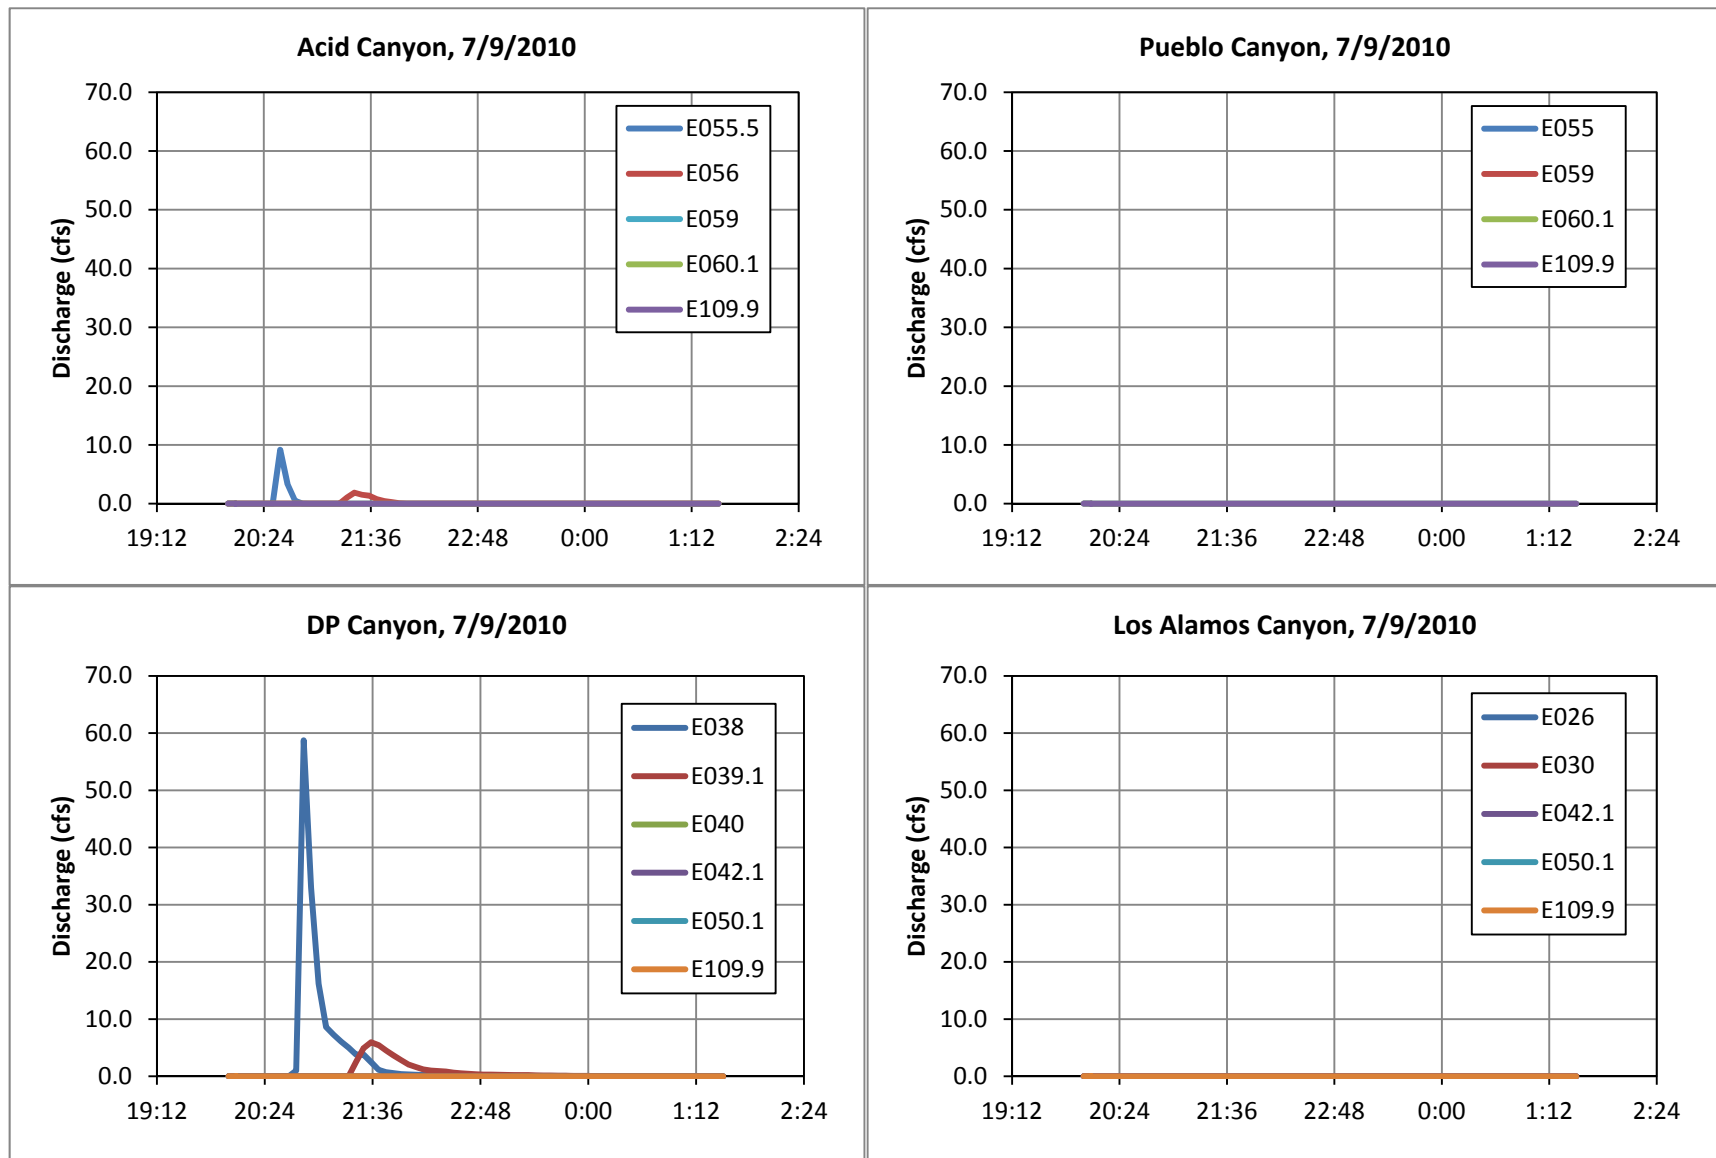 Acid Canyon, 7/9/2010
Discharge (cfs)
70.0
60.0
50.0
40.0
30.0
20.0
10.0
0.0
19:12 20:24 21:36 22:48 0:00 1:12 2:24
E055.5
E056
E059
E060.1
E109.9
Pueblo Canyon, 7/9/2010
Discharge (cfs)
70.0
60.0
50.0
40.0
30.0
20.0
10.0
0.0
19:12 20:24 21:36 22:48 0:00 1:12 2:24
E055
E059
E060.1
E109.9
DP Canyon, 7/9/2010
Discharge (cfs)
70.0
60.0
50.0
40.0
30.0
20.0
10.0
0.0
19:12 20:24 21:36 22:48 0:00 1:12 2:24
E038
E039.1
E040
E042.1
E050.1
E109.9
Los Alamos Canyon, 7/9/2010
Discharge (cfs)
70.0
60.0
50.0
40.0
30.0
20.0
10.0
0.0
19:12 20:24 21:36 22:48 0:00 1:12 2:24
E026
E030
E042.1
E050.1
E109.9